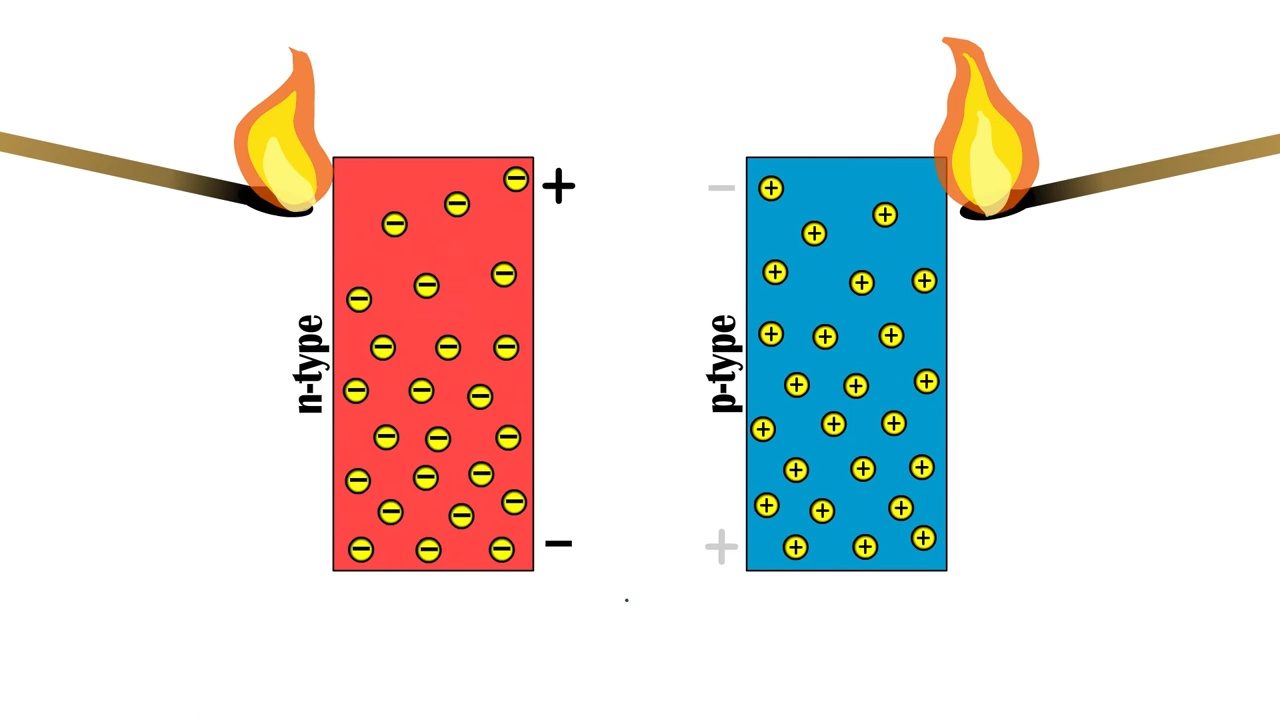 n-type
+
−
p-type
−
+